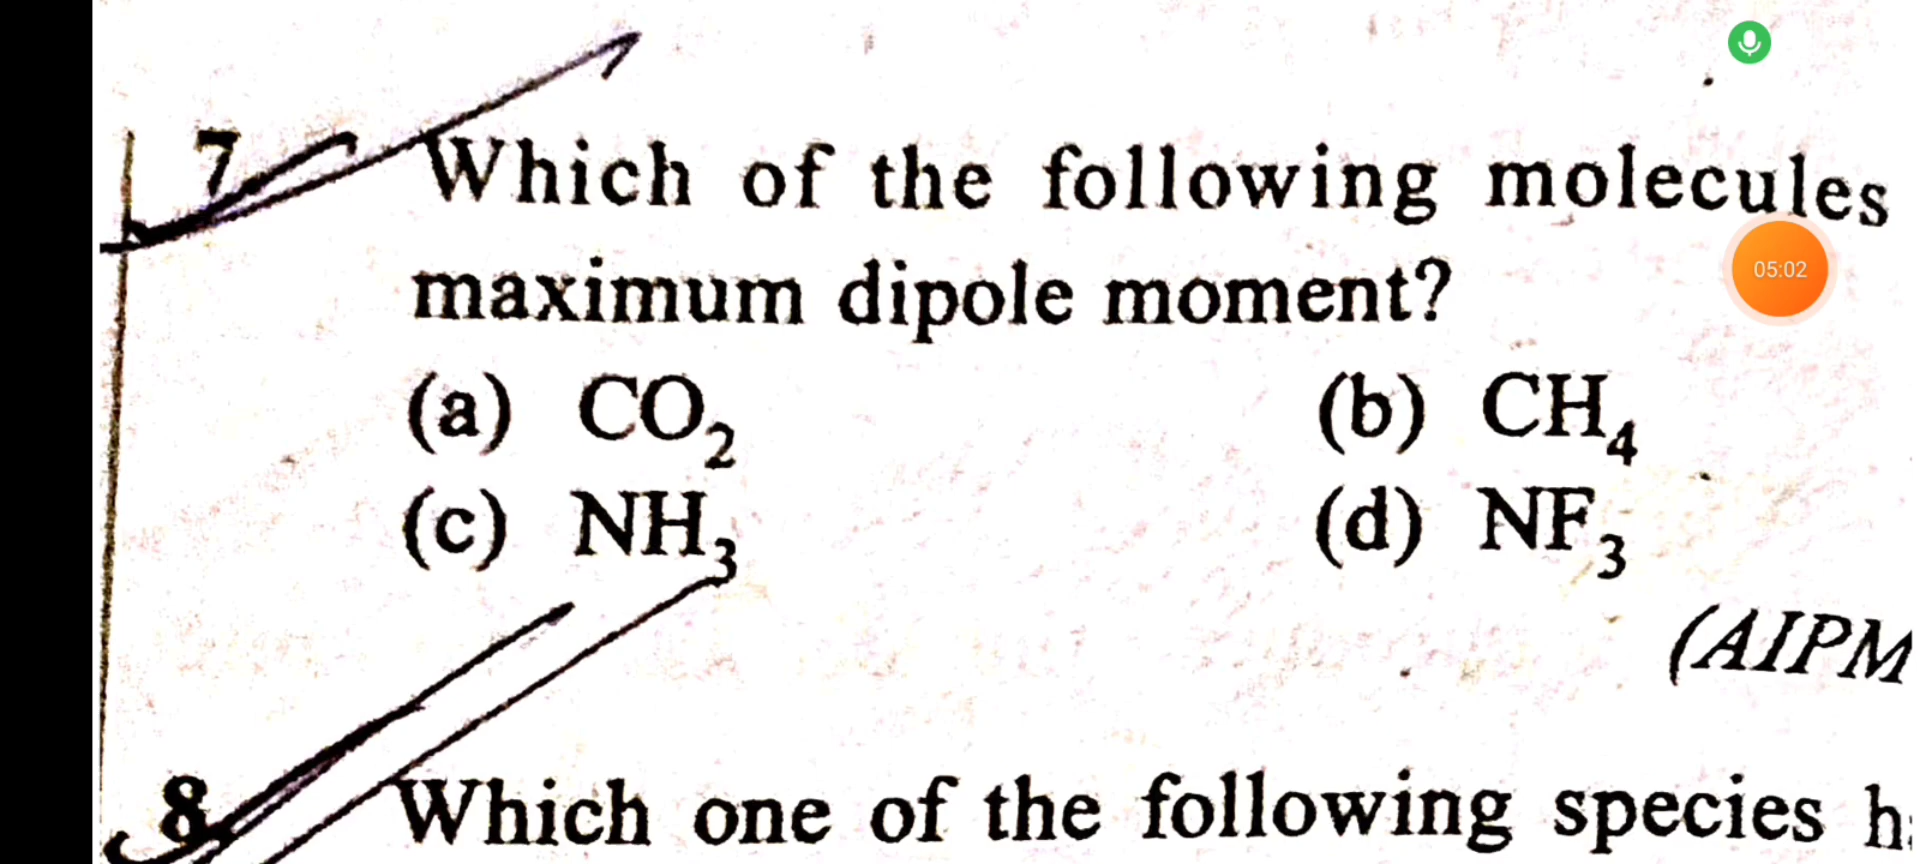 05:02
7. Which of the following molecules
maximum dipole moment?
(a) CO₂ (b) CH₄
(c) NH₃ (d) NF₃
(AIPM
8. Which one of the following species